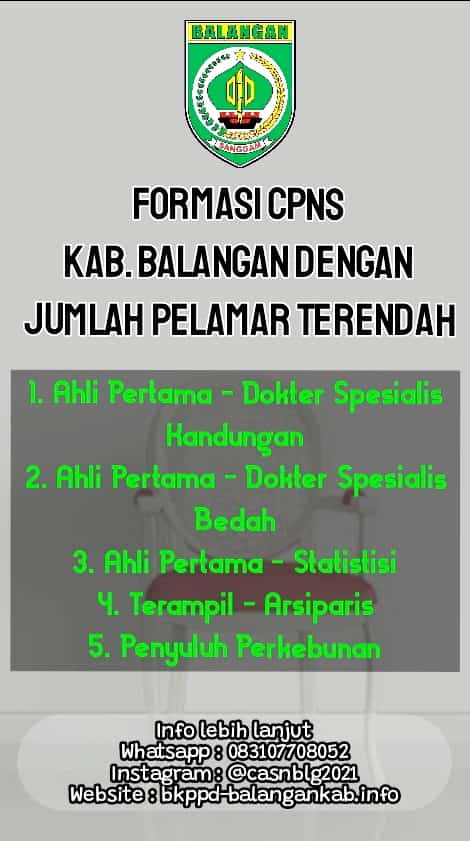 BALANGAN
SANGGAM
FORMASI CPNS
KAB. BALANGAN DENGAN
JUMLAH PELAMAR TERENDAH
1. Ahli Pertama - Dokter Spesialis
Kandungan
2. Ahli Pertama - Dokter Spesialis
Bedah
3. Ahli Pertama - Statistisi
4. Terampil - Arsiparis
5. Penyuluh Perkebunan
Info lebih lanjut
Whatsapp : 083107708052
Instagram : @casnblg2021
Website : bkppd-balangankab.info